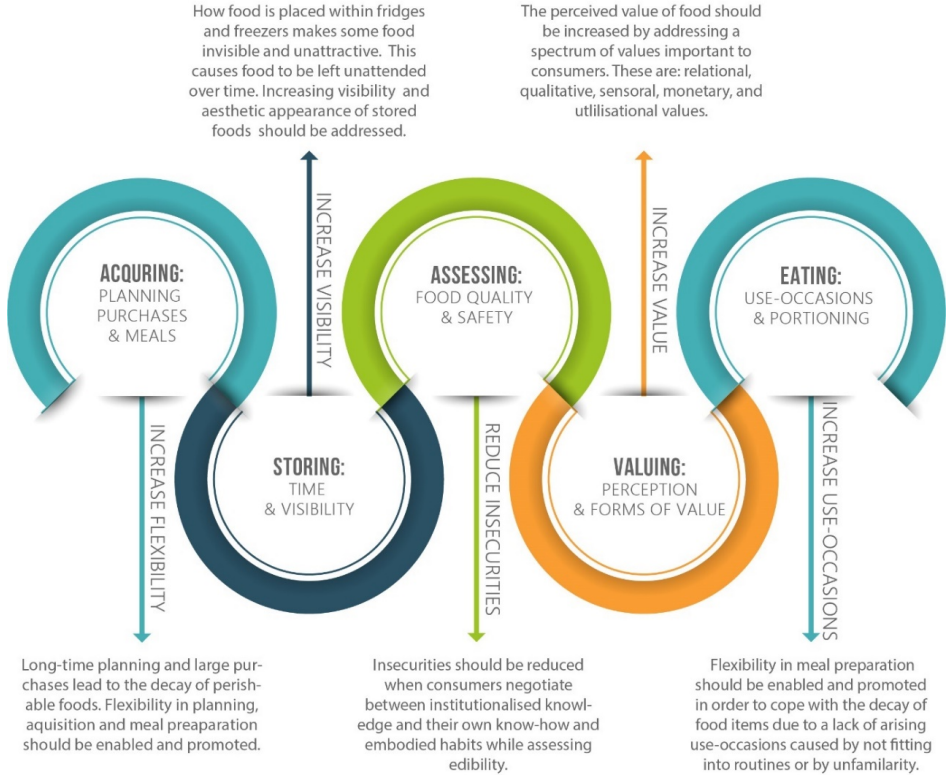 How food is placed within fridges
and freezers makes some food
invisible and unattractive. This
causes food to be left unattended
over time. Increasing visibility and
aesthetic appearance of stored
foods should be addressed.
The perceived value of food should
be increased by addressing a
spectrum of values important to
consumers. These are: relational,
qualitative, sensoral, monetary, and
utlilisational values.
ACQURING:
PLANNING
PURCHASES
& MEALS
INCREASE VISIBILITY
ASSESSING:
FOOD QUALITY
& SAFETY
INCREASE VALUE
EATING:
USE-OCCASIONS
& PORTIONING
INCREASE FLEXIBILITY
STORING:
TIME
& VISIBILITY
REDUCE INSECURITIES
VALUING:
PERCEPTION
& FORMS OF VALUE
INCREASE USE-OCCASIONS
Long-time planning and large pur-
chases lead to the decay of perish-
able foods. Flexibility in planning,
aquisition and meal preaparation
should be enabled and promoted.
Insecurities should be reduced
when consumers negotiate
between institutionalised knowl-
edge and their own know-how and
embodied habits while assessing
edibility.
Flexibility in meal preparation
should be enabled and promoted
in order to cope with the decay of
food items due to a lack of arising
use-occasions caused by not fitting
into routines or by unfamilarity.